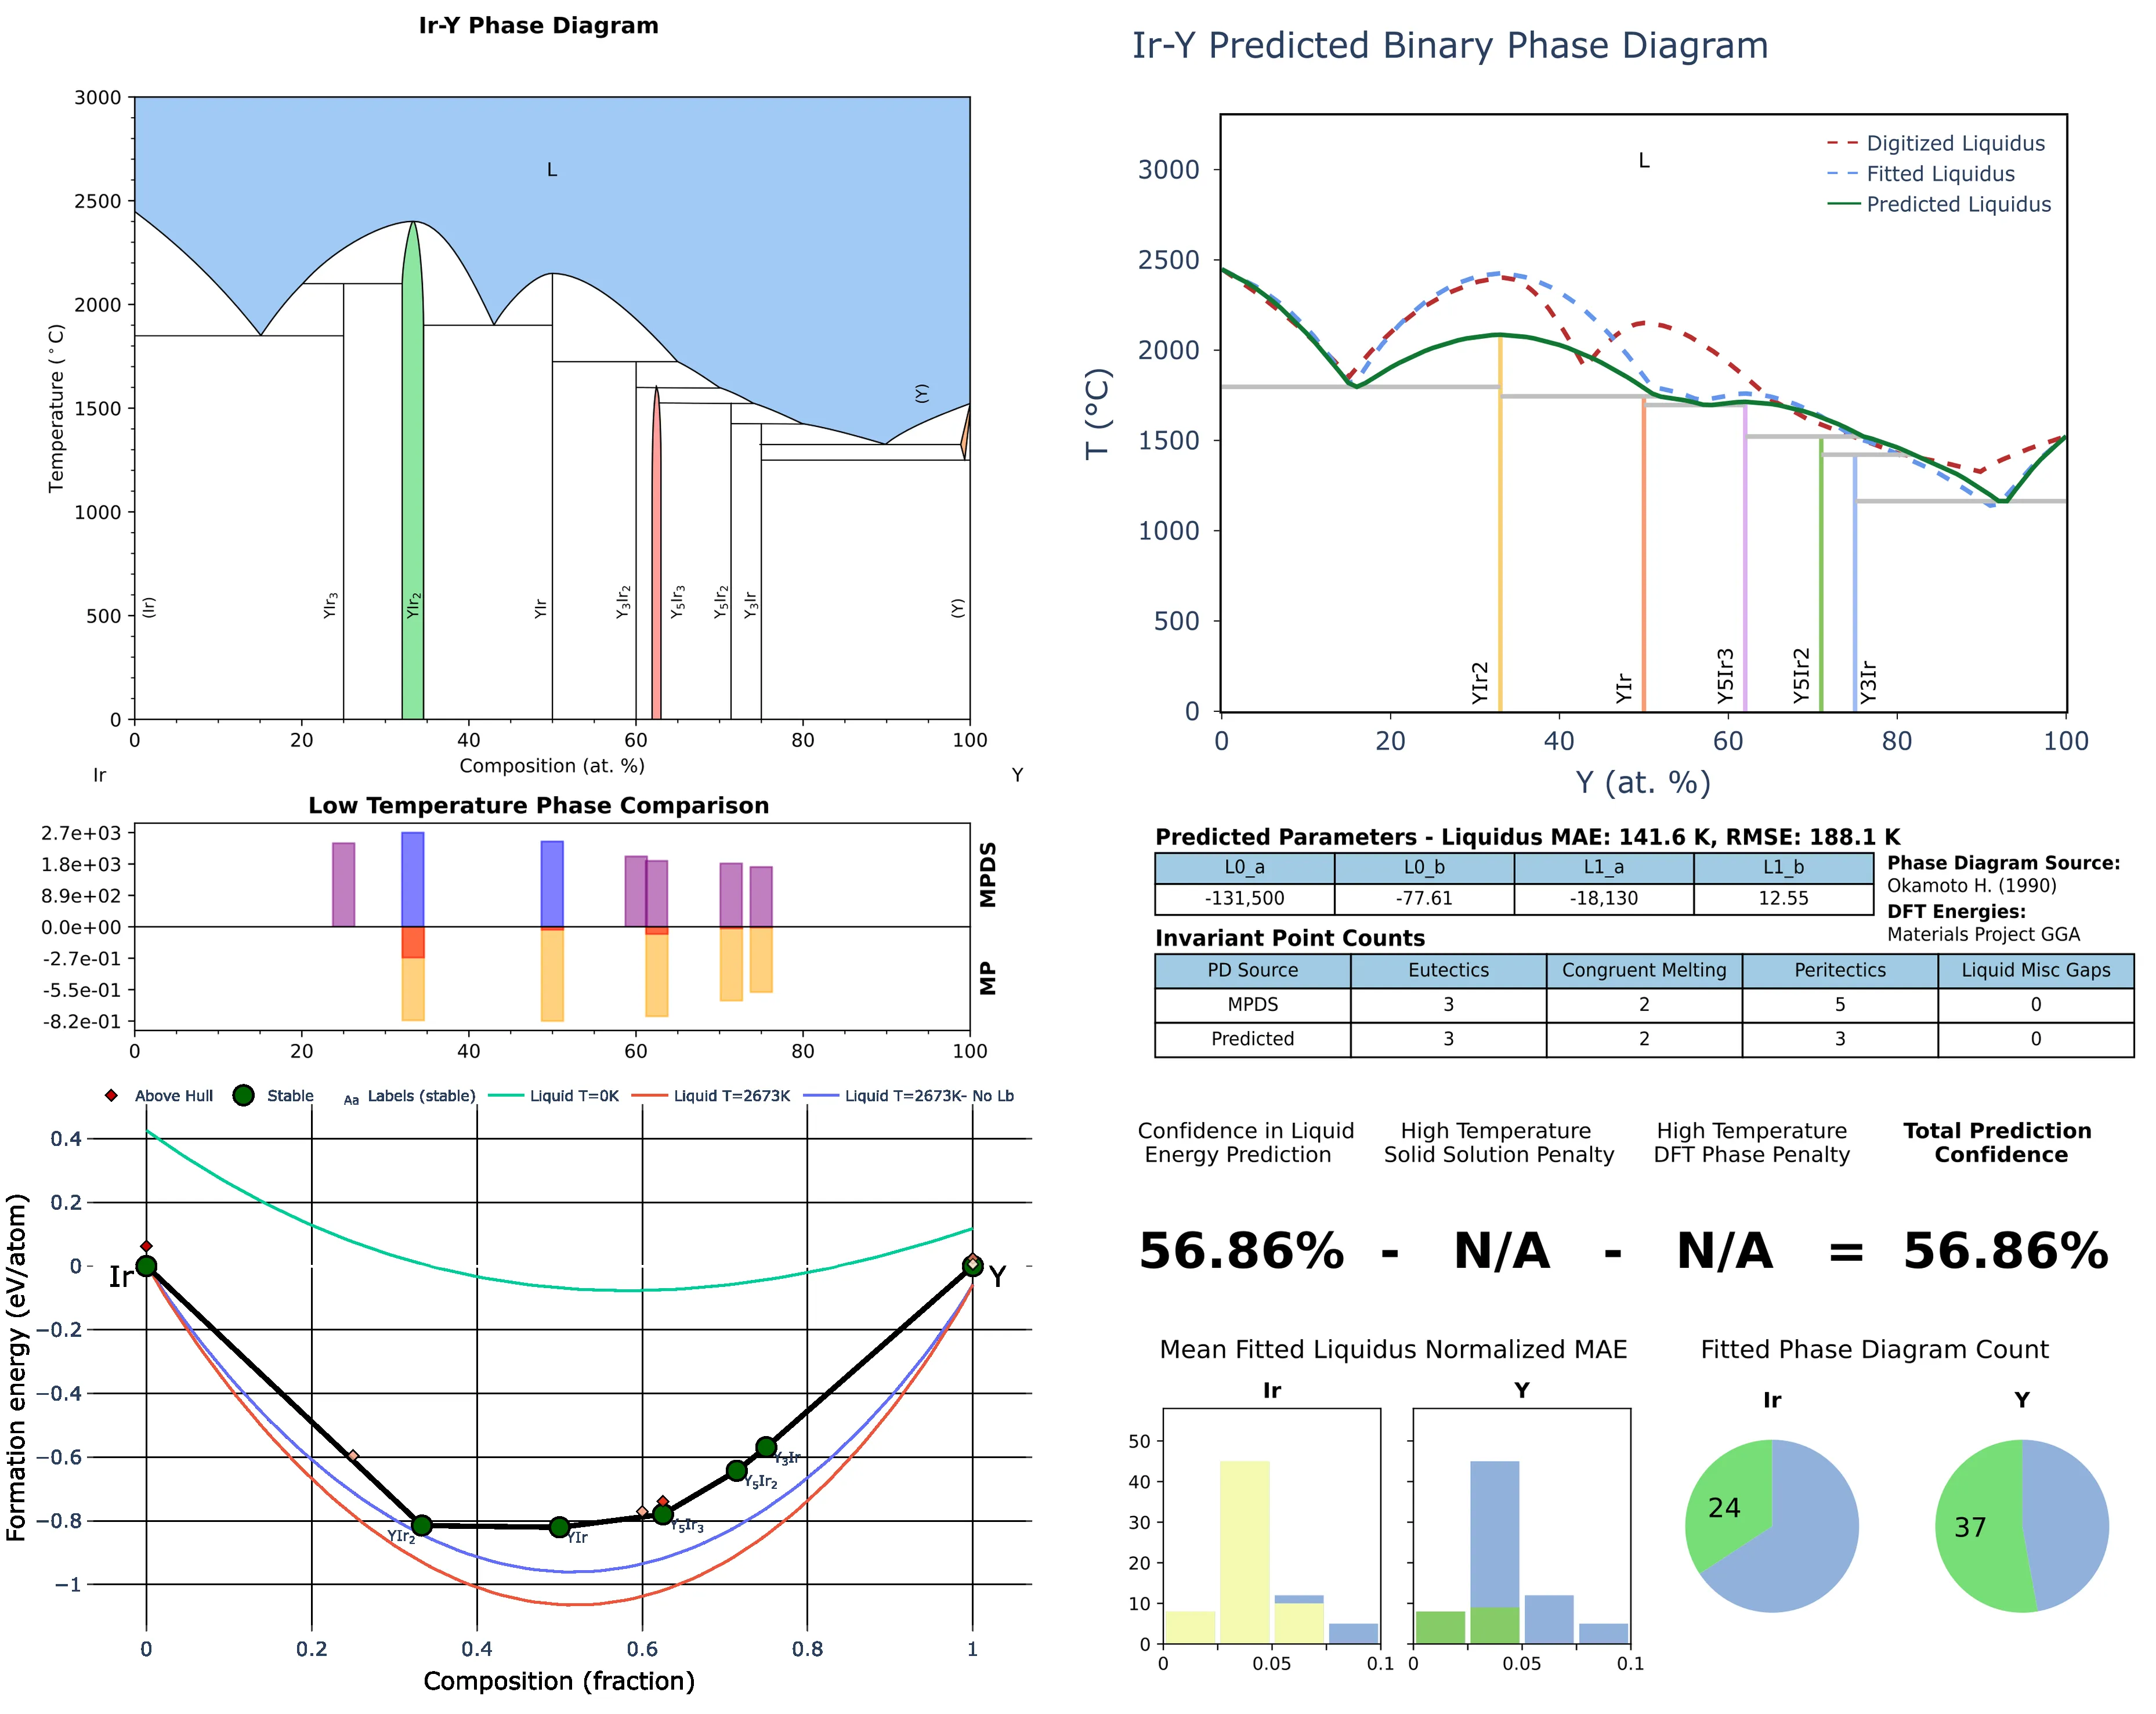 Ir-Y Phase Diagram
3000
2500
2000
1500
1000
500
0
Temperature (°C)
L
(Y)
(Ir)
YIr3
YIr2
YIr
Y3Ir2
Y5Ir3
Y5Ir2
Y3Ir
(Y)
0 20 40 60 80 100
Composition (at. %)
Ir Y
Low Temperature Phase Comparison
2.7e+03
1.8e+03
8.9e+02
0.0e+00
-2.7e-01
-5.5e-01
-8.2e-01
MPDS
MP
0 20 40 60 80 100
Above Hull Stable Aa Labels (stable) Liquid T=0K Liquid T=2673K Liquid T=2673K- No Lb
0.4
0.2
0
−0.2
−0.4
−0.6
−0.8
−1
Formation energy (eV/atom)
Ir
Y
YIr2
YIr
Y5Ir3
Y5Ir2
Y3Ir
0 0.2 0.4 0.6 0.8 1
Composition (fraction)
Ir-Y Predicted Binary Phase Diagram
L
Digitized Liquidus
Fitted Liquidus
Predicted Liquidus
3000
2500
2000
1500
1000
500
0
T (°C)
YIr2
YIr
Y5Ir3
Y5Ir2
Y3Ir
0 20 40 60 80 100
Y (at. %)
Predicted Parameters - Liquidus MAE: 141.6 K, RMSE: 188.1 K
L0_a L0_b L1_a L1_b
-131,500 -77.61 -18,130 12.55
Phase Diagram Source:
Okamoto H. (1990)
DFT Energies:
Materials Project GGA
Invariant Point Counts
PD Source Eutectics Congruent Melting Peritectics Liquid Misc Gaps
MPDS 3 2 5 0
Predicted 3 2 3 0
Confidence in Liquid High Temperature High Temperature Total Prediction
Energy Prediction Solid Solution Penalty DFT Phase Penalty Confidence
56.86% - N/A - N/A = 56.86%
Mean Fitted Liquidus Normalized MAE
Ir Y
50
40
30
20
10
0
0 0.05 0.1
0 0.05 0.1
Fitted Phase Diagram Count
Ir Y
24
37